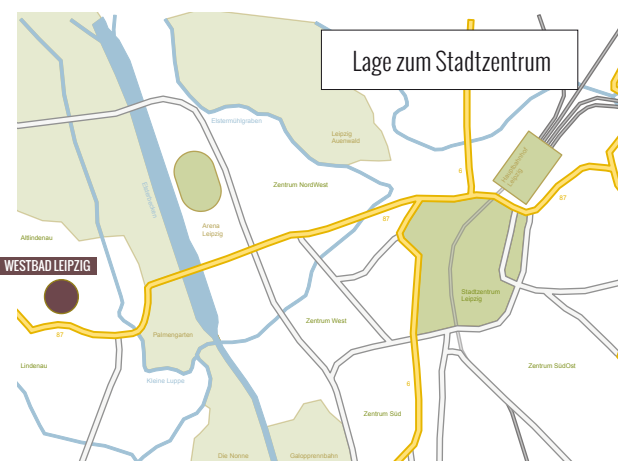 Lage zum Stadtzentrum
Elstermühlgraben
Leipzig
Auenwald
6
Hauptbahnhof
Leipzig
Zentrum NordWest
Elsterbecken
87
87
Arena
Leipzig
Altlindenau
WESTBAD LEIPZIG
Stadtzentrum
Leipzig
Zentrum West
87
Palmengarten
Lindenau
Zentrum SüdOst
Kleine Luppe
6
Zentrum Süd
Die Nonne
Galopprennbahn